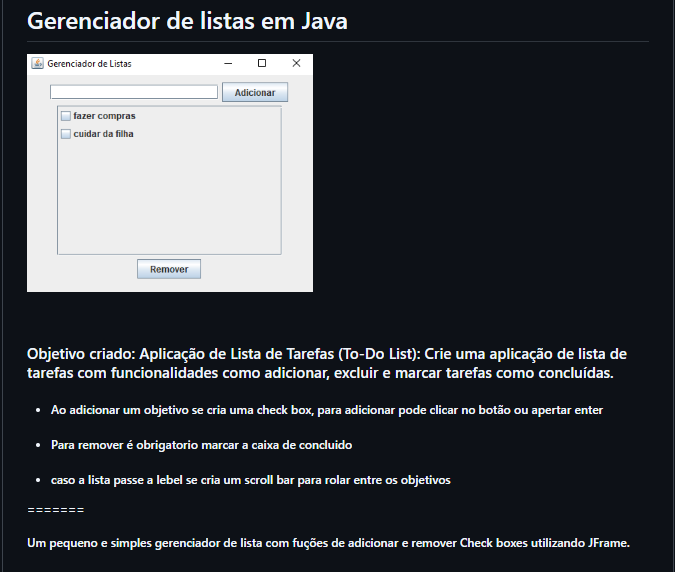 Gerenciador de listas em Java
Gerenciador de Listas
Adicionar
fazer compras
cuidar da filha
Remover
Objetivo criado: Aplicação de Lista de Tarefas (To-Do List): Crie uma aplicação de lista de
tarefas com funcionalidades como adicionar, excluir e marcar tarefas como concluídas.
• Ao adicionar um objetivo se cria uma check box, para adicionar pode clicar no botão ou apertar enter
• Para remover é obrigatorio marcar a caixa de concluido
• caso a lista passe a lebel se cria um scroll bar para rolar entre os objetivos
=======
Um pequeno e simples gerenciador de lista com fuções de adicionar e remover Check boxes utilizando JFrame.